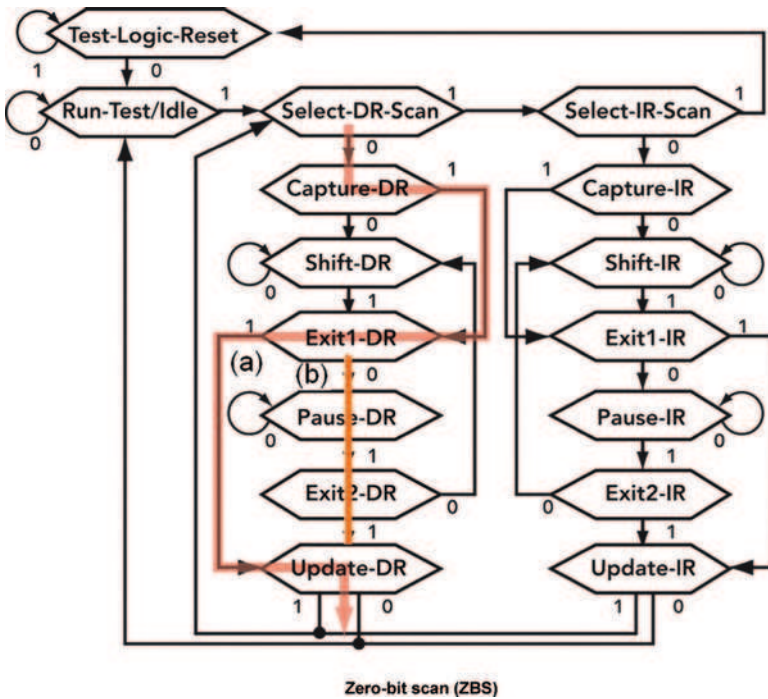 Test-Logic-Reset
1 0
Run-Test/Idle 1 Select-DR-Scan 1 Select-IR-Scan 1
0
0 0
Capture-DR 1 1 Capture-IR
0 0
Shift-DR Shift-IR
0 0
1 1
1 Exit1-DR Exit1-IR 1
(a) (b) 0 0
Pause-DR Pause-IR
0 0
1 1
Exit2-DR 0 0 Exit2-IR
1 1
Update-DR Update-IR
1 0 1 0
Zero-bit scan (ZBS)